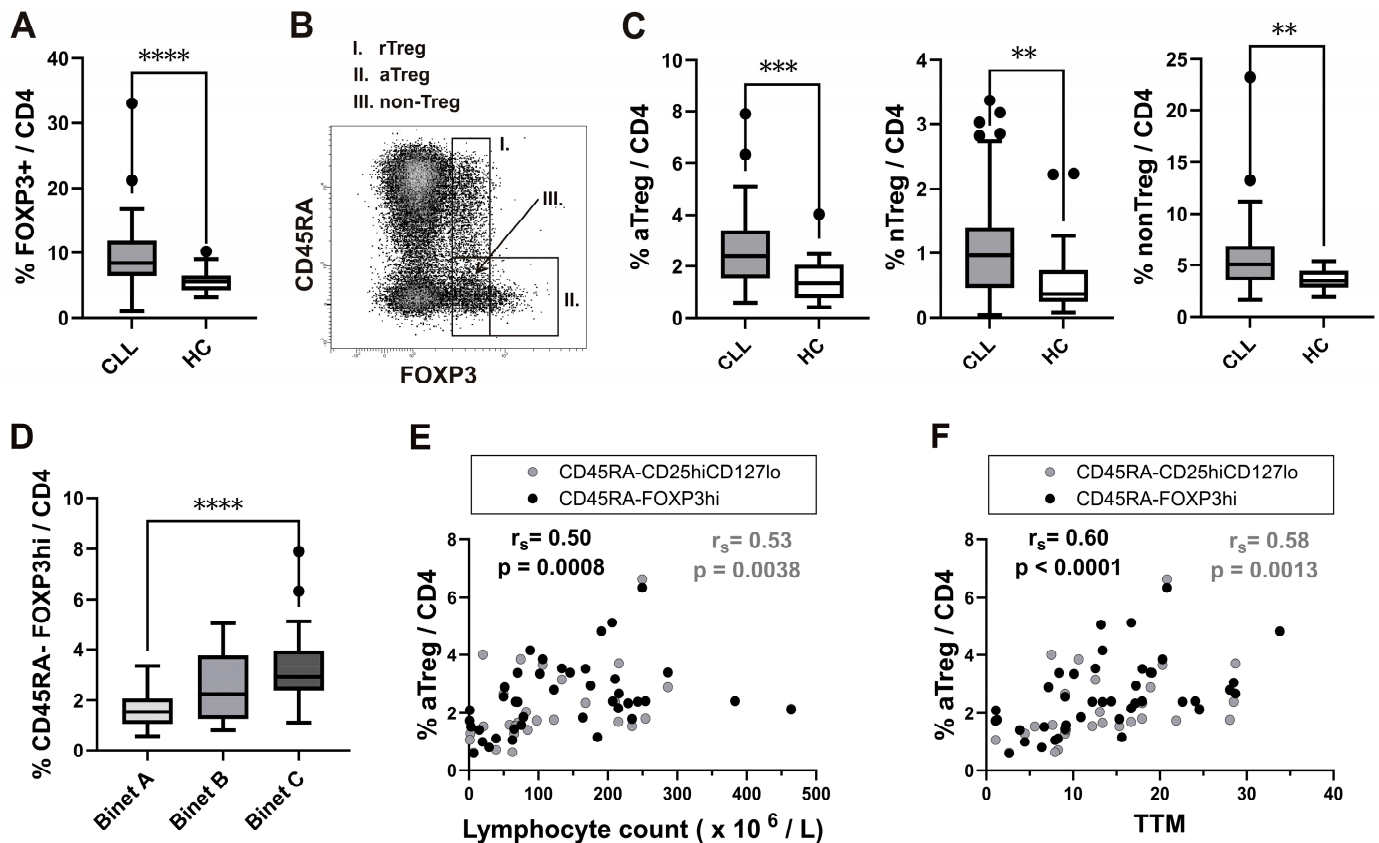 A
% FOXP3+ / CD4
40
30
20
10
0
****
CLL
HC
B
I. rTreg
II. aTreg
III. non-Treg
CD45RA
I.
III.
II.
FOXP3
C
% aTreg / CD4
10
8
6
4
2
0
***
CLL
HC
% nTreg / CD4
4
3
2
1
0
**
CLL
HC
% nonTreg / CD4
25
20
15
10
5
0
**
CLL
HC
D
% CD45RA- FOXP3hi / CD4
10
8
6
4
2
0
****
Binet A
Binet B
Binet C
E
CD45RA-CD25hiCD127lo
CD45RA-FOXP3hi
rs= 0.50
p = 0.0008
rs= 0.53
p = 0.0038
% aTreg / CD4
8
6
4
2
0
0 100 200 300 400 500
Lymphocyte count ( x 10 6 / L)
F
CD45RA-CD25hiCD127lo
CD45RA-FOXP3hi
rs= 0.60
p < 0.0001
rs= 0.58
p = 0.0013
% aTreg / CD4
8
6
4
2
0
0 10 20 30 40
TTM